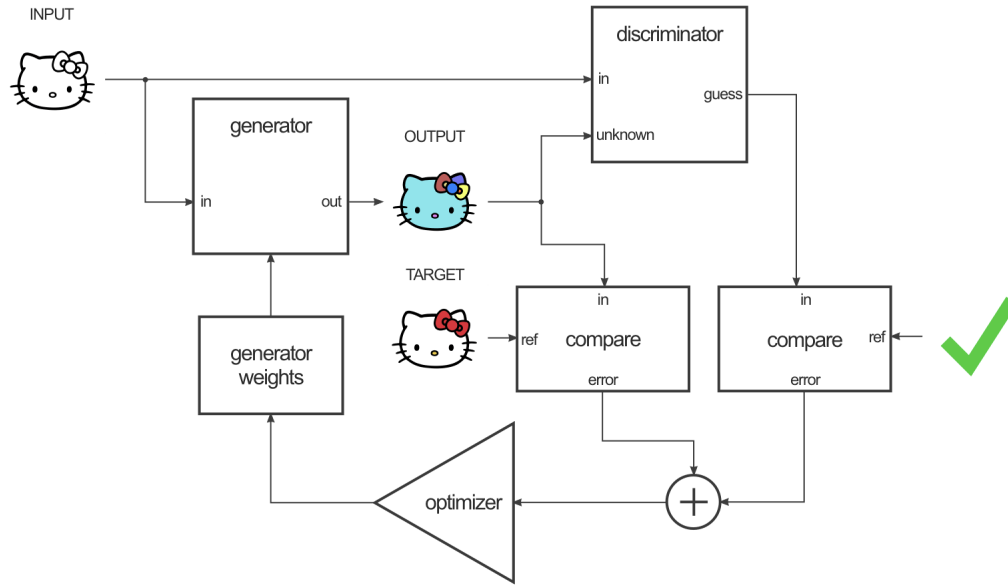 INPUT
discriminator
in
guess
generator
OUTPUT
unknown
in
out
TARGET
in
in
ref
compare
compare
ref
generator
weights
error
error
optimizer
+